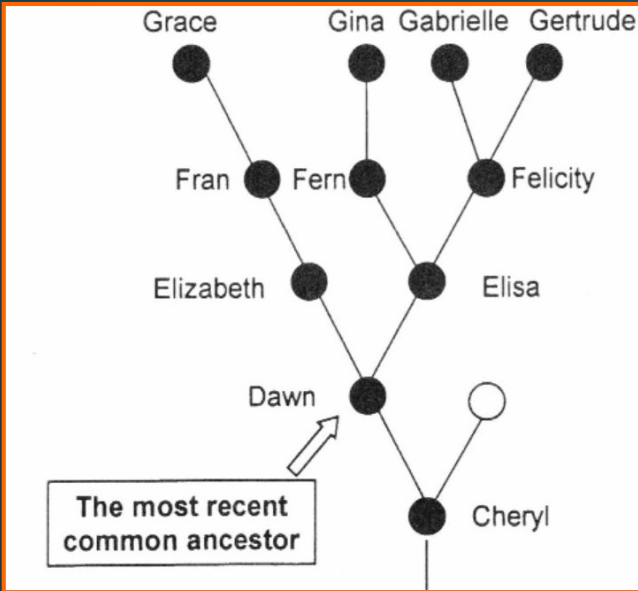 Grace Gina Gabrielle Gertrude
Fran Fern Felicity
Elizabeth Elisa
Dawn
The most recent
common ancestor
Cheryl